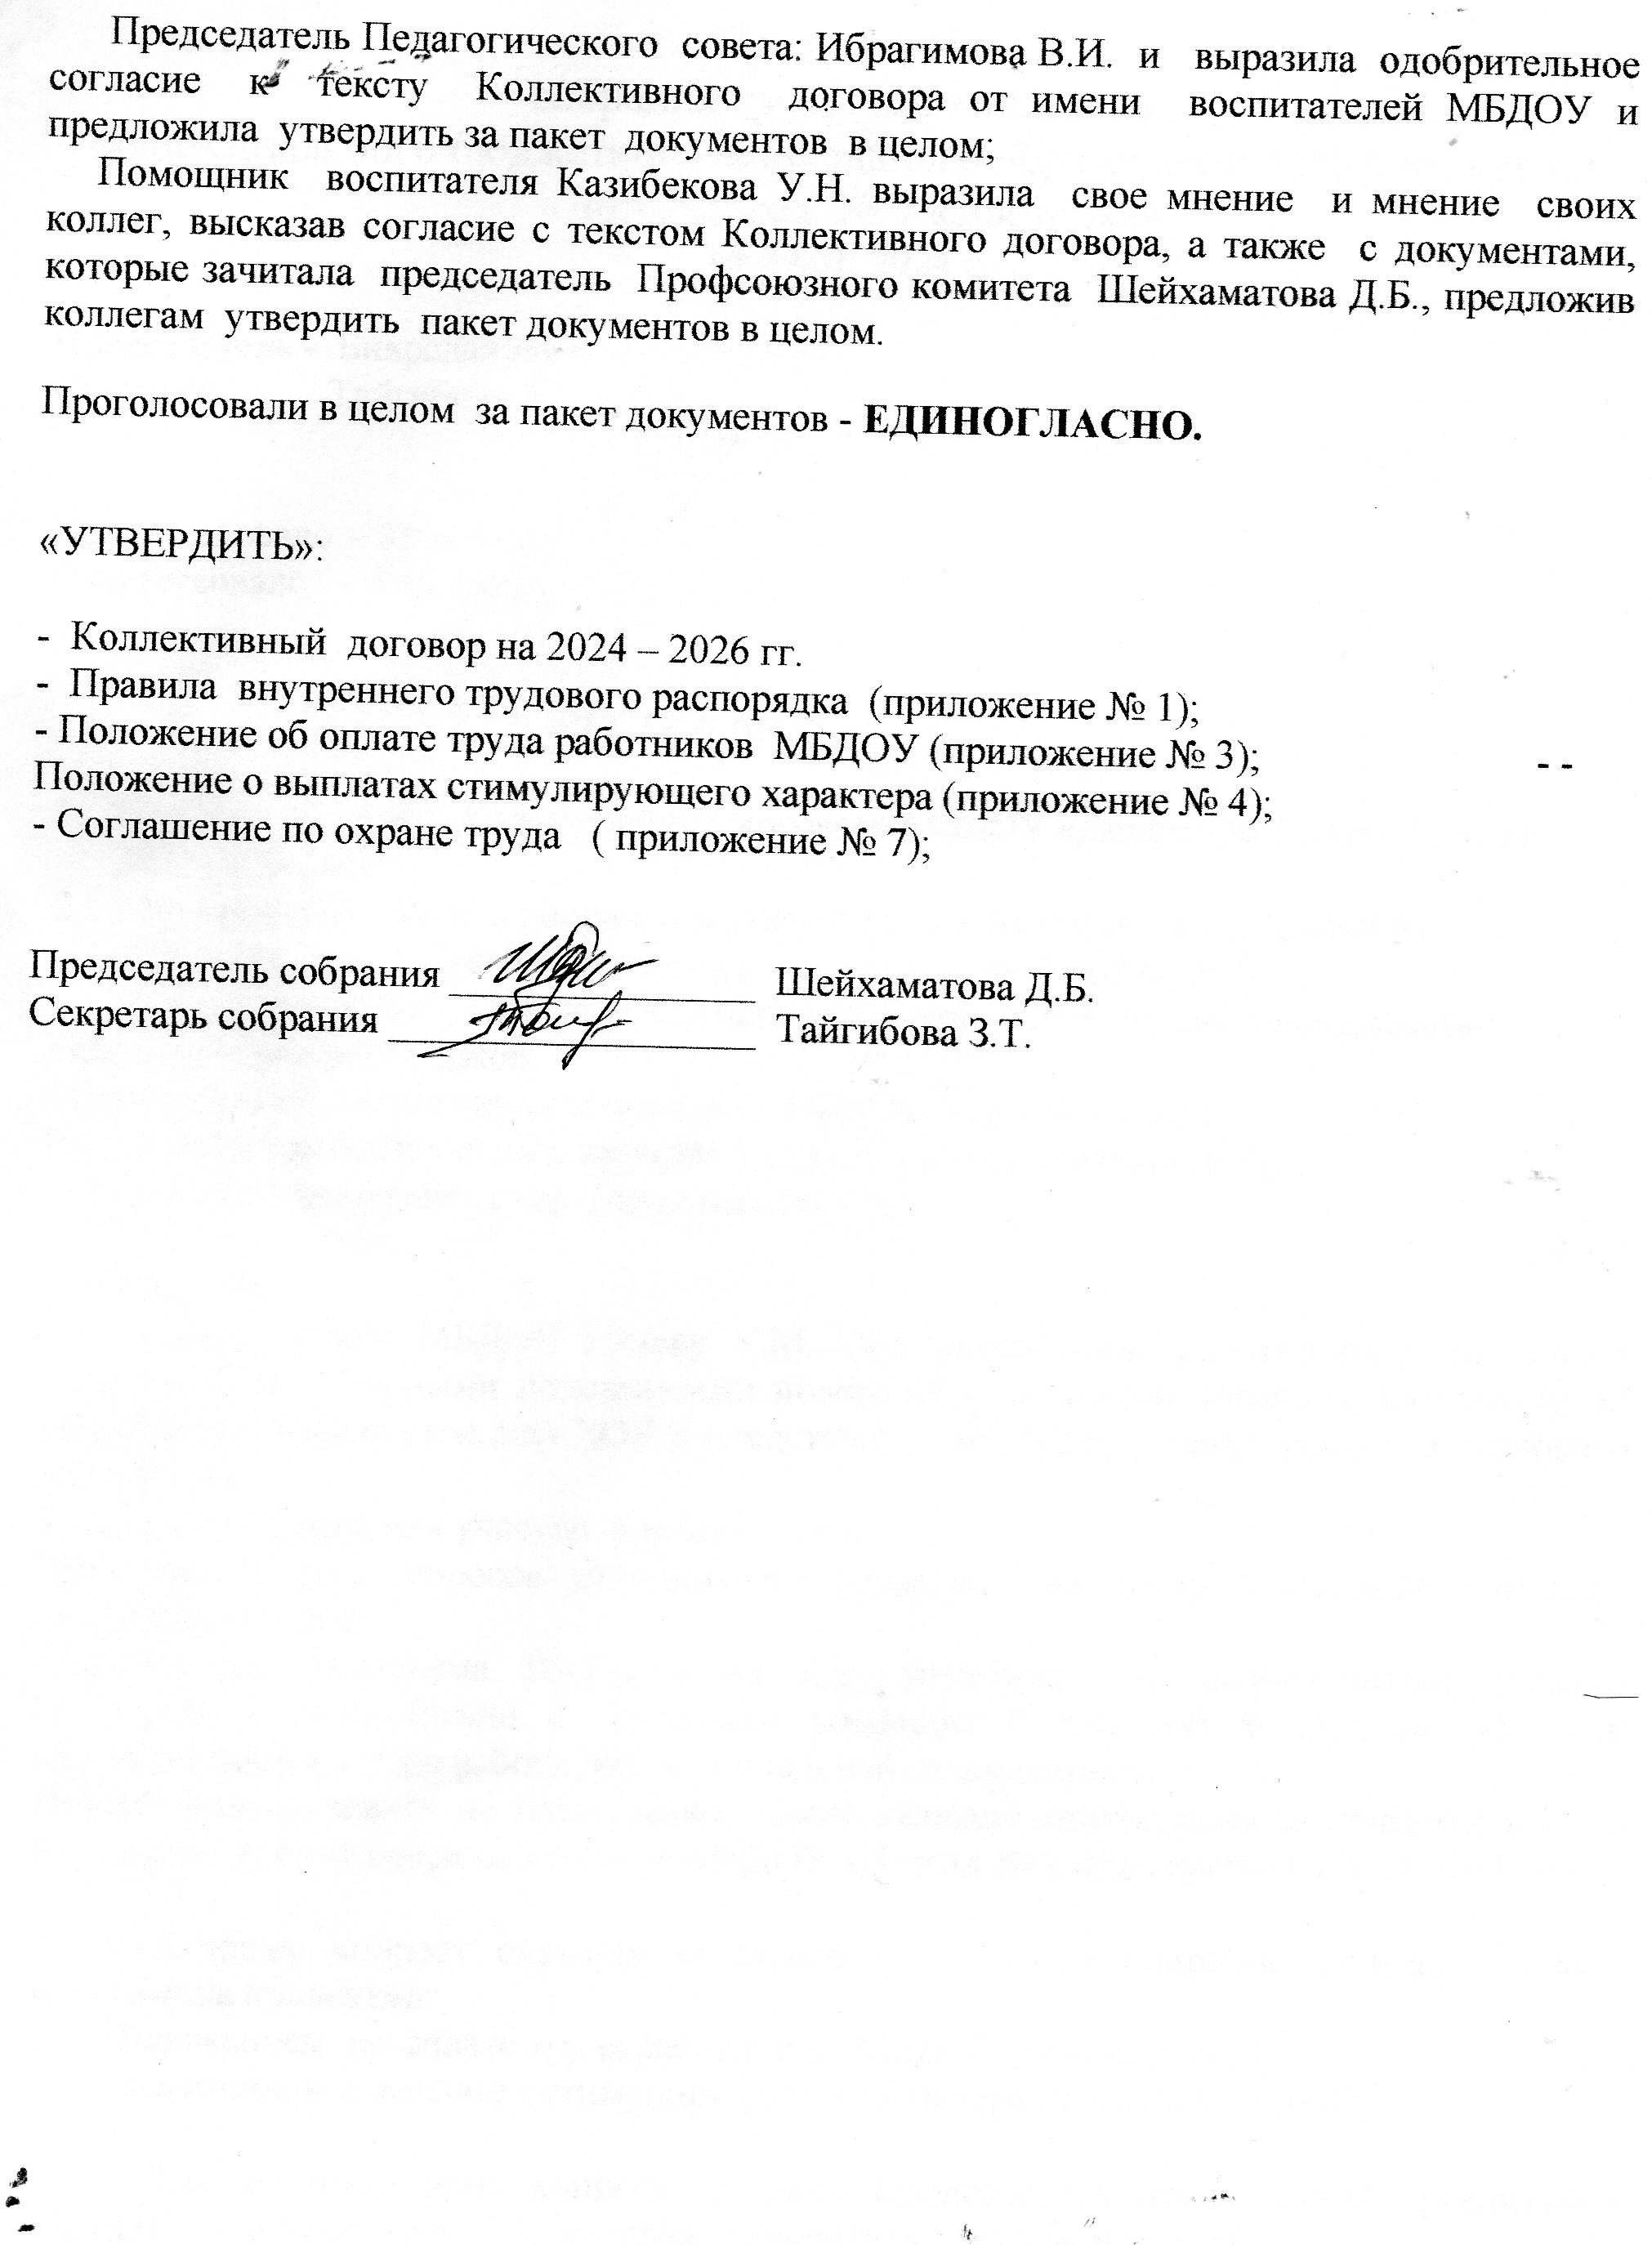 Председатель Педагогического совета: Ибрагимова В.И. и выразила одобрительное
согласие к тексту Коллективного договора от имени воспитателей МБДОУ и
предложила утвердить за пакет документов в целом;
Помощник воспитателя Казибекова У.Н. выразила свое мнение и мнение своих
коллег, высказав согласие с текстом Коллективного договора, а также с документами,
которые зачитала председатель Профсоюзного комитета Шейхаматова Д.Б., предложив
коллегам утвердить пакет документов в целом.
Проголосовали в целом за пакет документов - ЕДИНОГЛАСНО.
«УТВЕРДИТЬ»:
- Коллективный договор на 2024 – 2026 гг.
- Правила внутреннего трудового распорядка (приложение № 1);
- Положение об оплате труда работников МБДОУ (приложение № 3); - -
Положение о выплатах стимулирующего характера (приложение № 4);
- Соглашение по охране труда ( приложение № 7);
Председатель собрания Шейхаматова Д.Б.
Секретарь собрания Тайгибова З.Т.